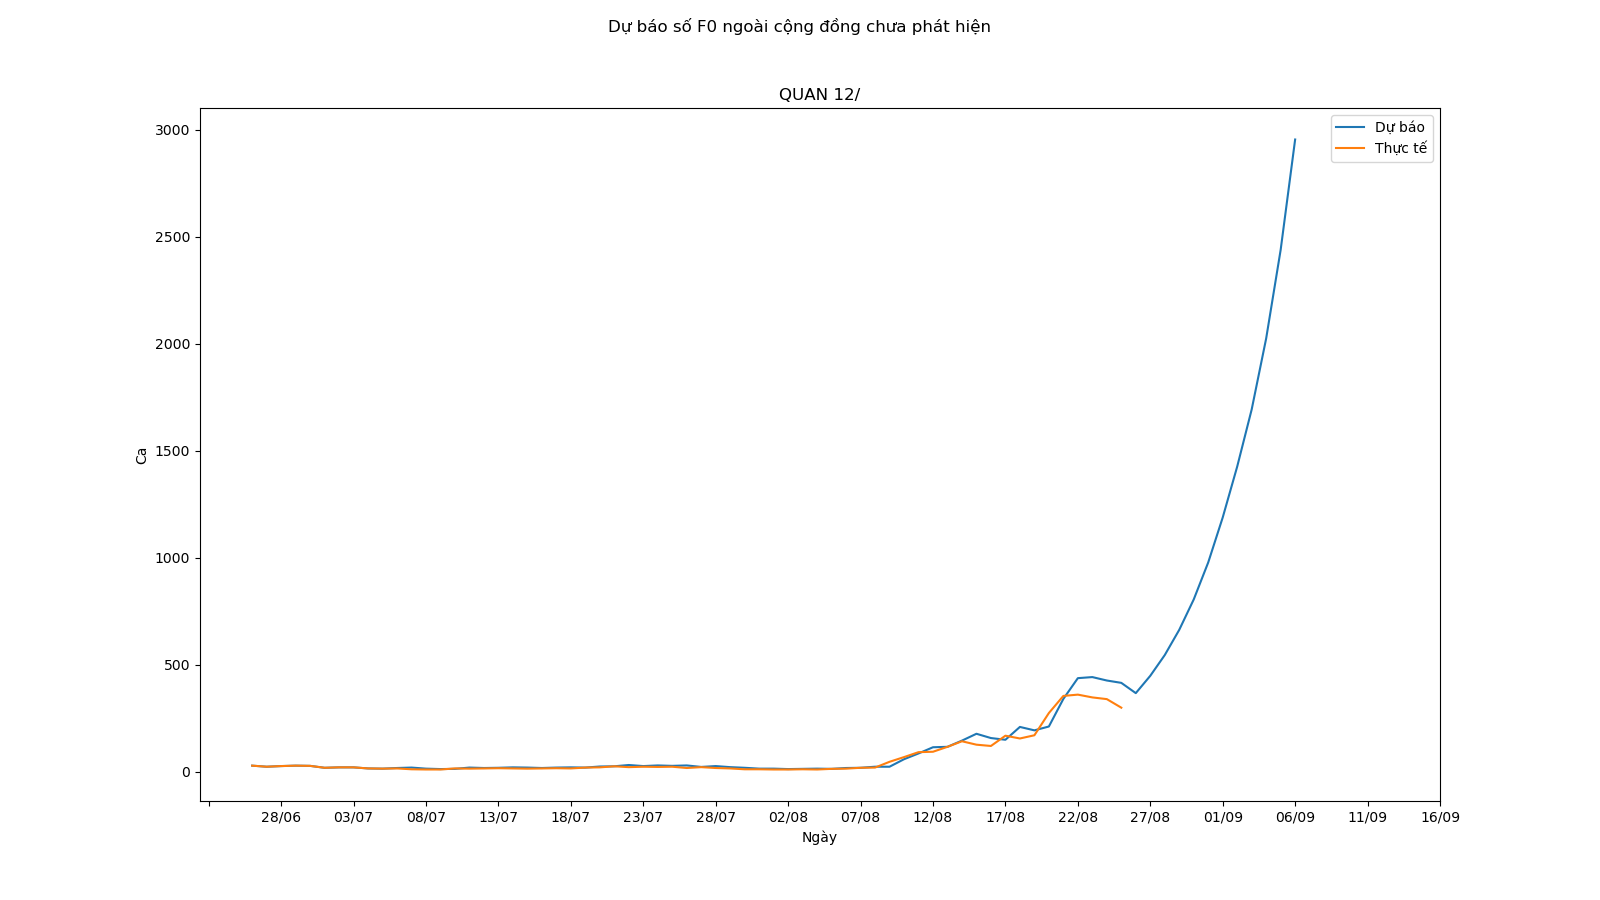 Dự báo số F0 ngoài cộng đồng chưa phát hiện
QUAN 12/
Dự báo
Thực tế
3000
2500
2000
1500
1000
500
0
Ca
28/06 03/07 08/07 13/07 18/07 23/07 28/07 02/08 07/08 12/08 17/08 22/08 27/08 01/09 06/09 11/09 16/09
Ngày